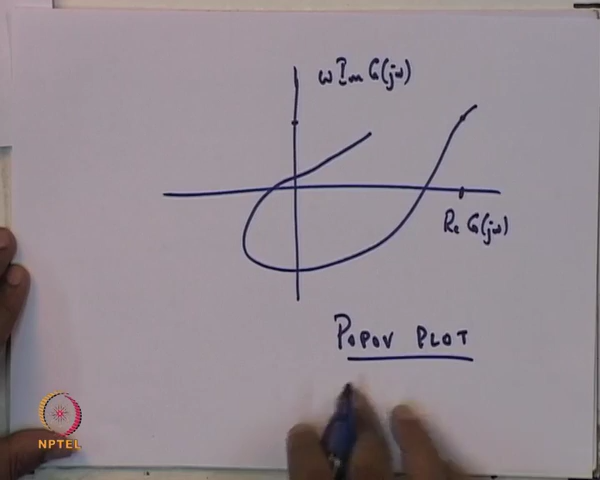 ω Im G(jω)
Re G(jω)
POPOV PLOT
NPTEL